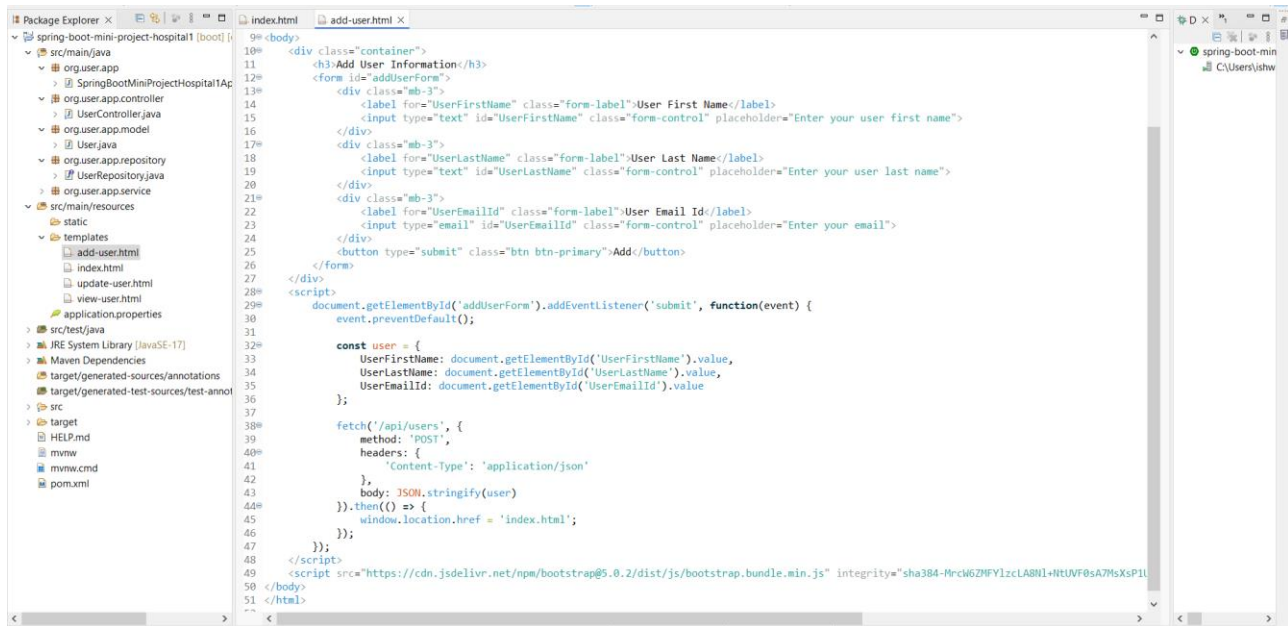 Package Explorer
spring-boot-mini-project-hospital1 [boot]
src/main/java
org.user.app
SpringBootMiniProjectHospital1Ap
org.user.app.controller
UserController.java
org.user.app.model
User.java
org.user.app.repository
UserRepository.java
org.user.app.service
src/main/resources
static
templates
add-user.html
index.html
update-user.html
view-user.html
application.properties
src/test/java
JRE System Library [JavaSE-17]
Maven Dependencies
target/generated-sources/annotations
target/generated-test-sources/test-annot
src
target
HELP.md
mvnw
mvnw.cmd
pom.xml
index.html add-user.html
9 <body>
10 <div class="container">
11 <h3>Add User Information</h3>
12 <form id="addUserForm">
13 <div class="mb-3">
14 <label for="UserFirstName" class="form-label">User First Name</label>
15 <input type="text" id="UserFirstName" class="form-control" placeholder="Enter your user first name">
16 </div>
17 <div class="mb-3">
18 <label for="UserLastName" class="form-label">User Last Name</label>
19 <input type="text" id="UserLastName" class="form-control" placeholder="Enter your user last name">
20 </div>
21 <div class="mb-3">
22 <label for="UserEmailId" class="form-label">User Email Id</label>
23 <input type="email" id="UserEmailId" class="form-control" placeholder="Enter your email">
24 </div>
25 <button type="submit" class="btn btn-primary">Add</button>
26 </form>
27 </div>
28 <script>
29 document.getElementById('addUserForm').addEventListener('submit', function(event) {
30 event.preventDefault();
31
32 const user = {
33 UserFirstName: document.getElementById('UserFirstName').value,
34 UserLastName: document.getElementById('UserLastName').value,
35 UserEmailId: document.getElementById('UserEmailId').value
36 };
37
38 fetch('/api/users', {
39 method: 'POST',
40 headers: {
41 'Content-Type': 'application/json'
42 },
43 body: JSON.stringify(user)
44 }).then(() => {
45 window.location.href = 'index.html';
46 });
47 });
48 </script>
49 <script src="https://cdn.jsdelivr.net/npm/bootstrap@5.0.2/dist/js/bootstrap.bundle.min.js" integrity="sha384-MrcW6ZMFYlzcLA8Nl+NtUVF0sA7MsXsP1U
50 </body>
51 </html>
D
spring-boot-min
C:\Users\ishw